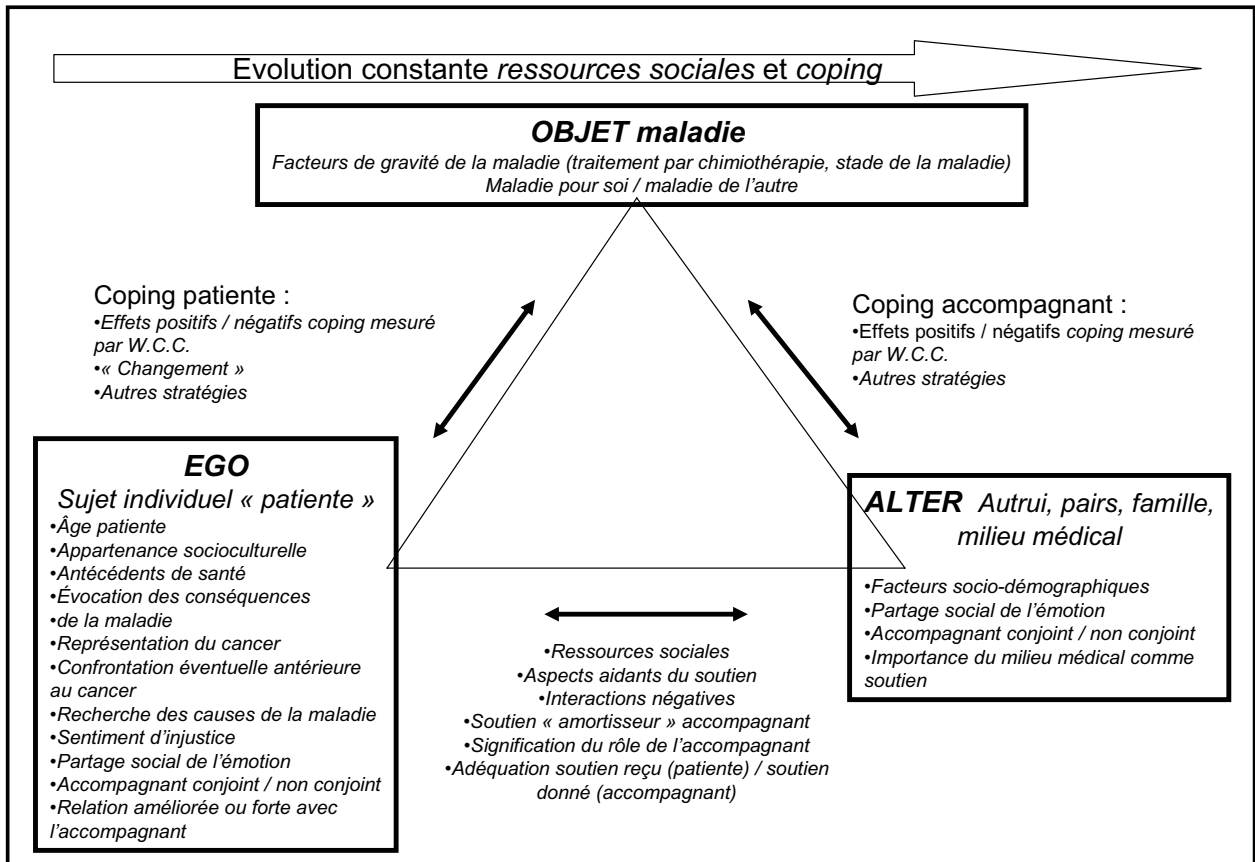 Evolution constante ressources sociales et coping
OBJET maladie
Facteurs de gravité de la maladie (traitement par chimiothérapie, stade de la maladie)
Maladie pour soi / maladie de l'autre
Coping patiente :
•Effets positifs / négatifs coping mesuré
par W.C.C.
•« Changement »
•Autres stratégies
Coping accompagnant :
•Effets positifs / négatifs coping mesuré
par W.C.C.
•Autres stratégies
EGO
Sujet individuel « patiente »
•Âge patiente
•Appartenance socioculturelle
•Antécédents de santé
•Évocation des conséquences
•de la maladie
•Représentation du cancer
•Confrontation éventuelle antérieure
au cancer
•Recherche des causes de la maladie
•Sentiment d'injustice
•Partage social de l'émotion
•Accompagnant conjoint / non conjoint
•Relation améliorée ou forte avec
l'accompagnant
•Ressources sociales
•Aspects aidants du soutien
•Interactions négatives
•Soutien « amortisseur » accompagnant
•Signification du rôle de l'accompagnant
•Adéquation soutien reçu (patiente) / soutien
donné (accompagnant)
ALTER Autrui, pairs, famille,
milieu médical
•Facteurs socio-démographiques
•Partage social de l'émotion
•Accompagnant conjoint / non conjoint
•Importance du milieu médical comme
soutien